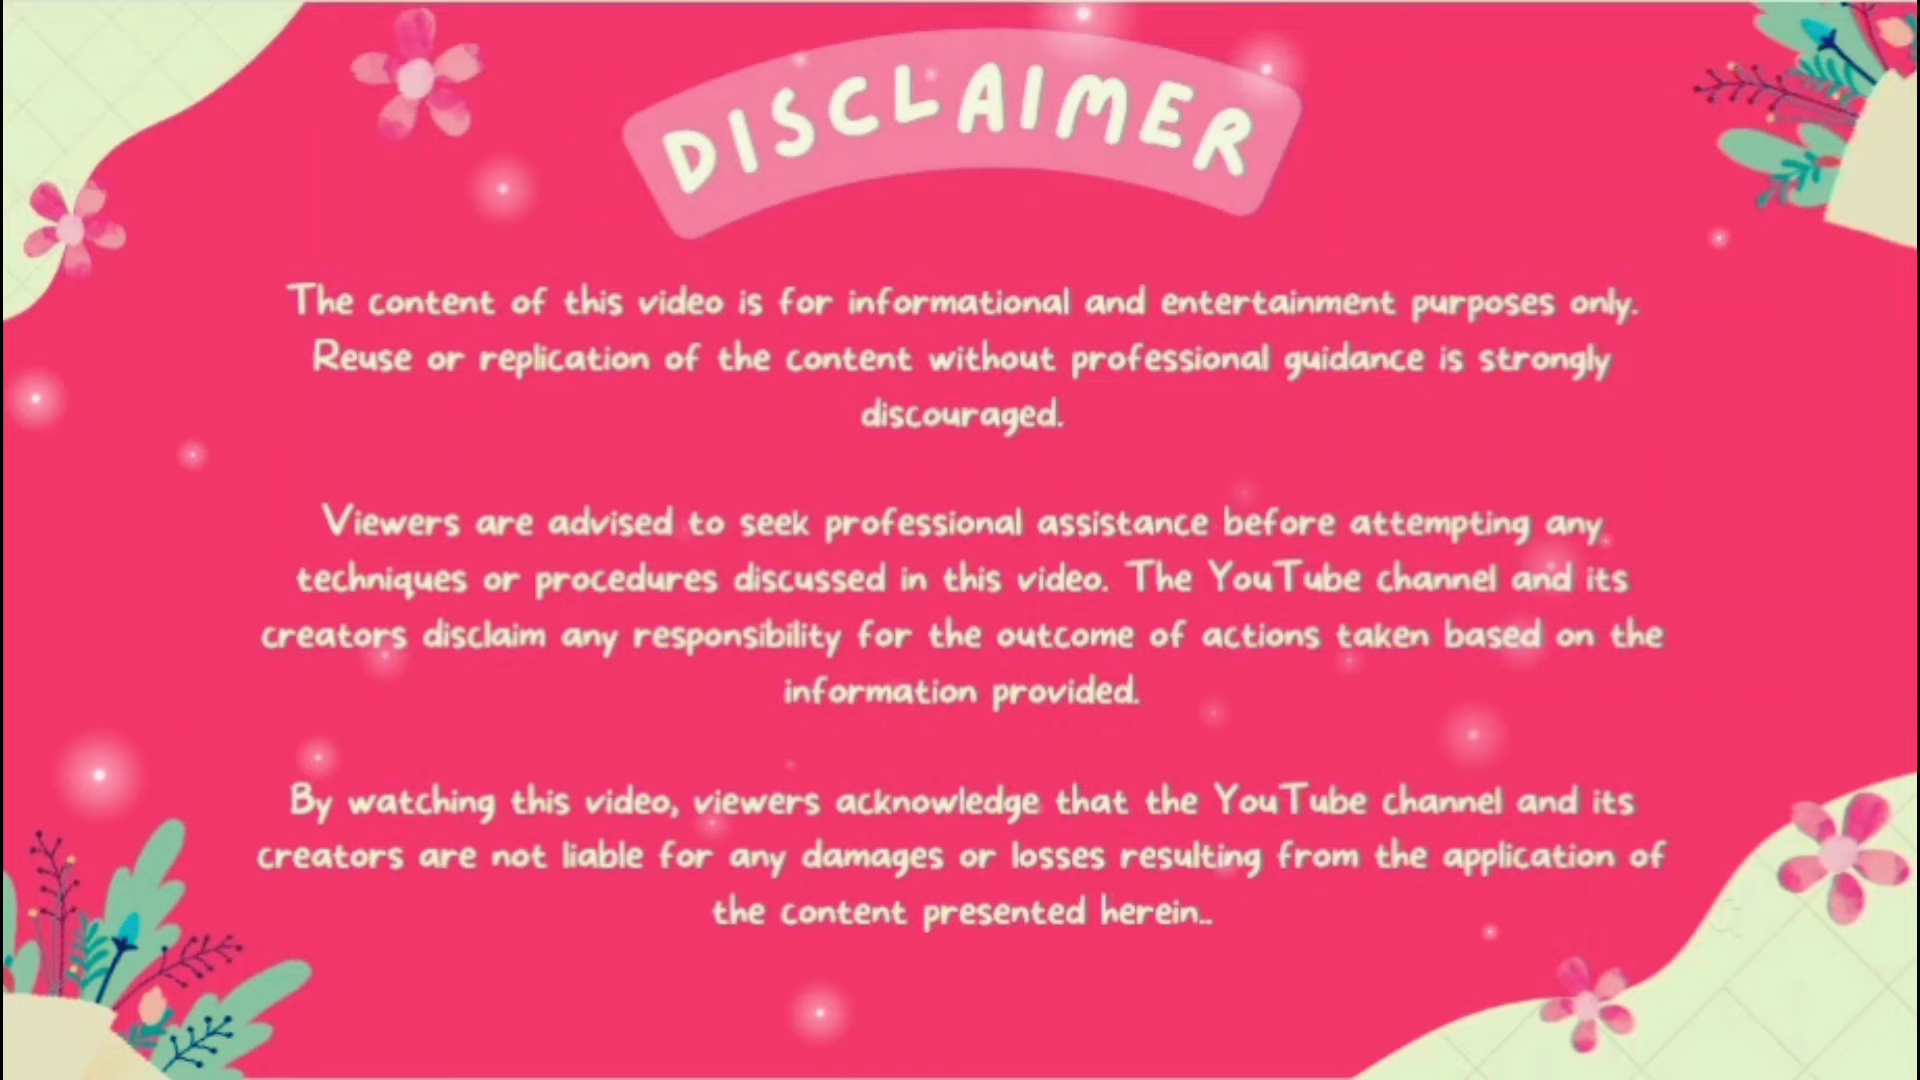 DISCLAIMER
The content of this video is for informational and entertainment purposes only.
Reuse or replication of the content without professional guidance is strongly
discouraged.
Viewers are advised to seek professional assistance before attempting any
techniques or procedures discussed in this video. The YouTube channel and its
creators disclaim any responsibility for the outcome of actions taken based on the
information provided.
By watching this video, viewers acknowledge that the YouTube channel and its
creators are not liable for any damages or losses resulting from the application of
the content presented herein..